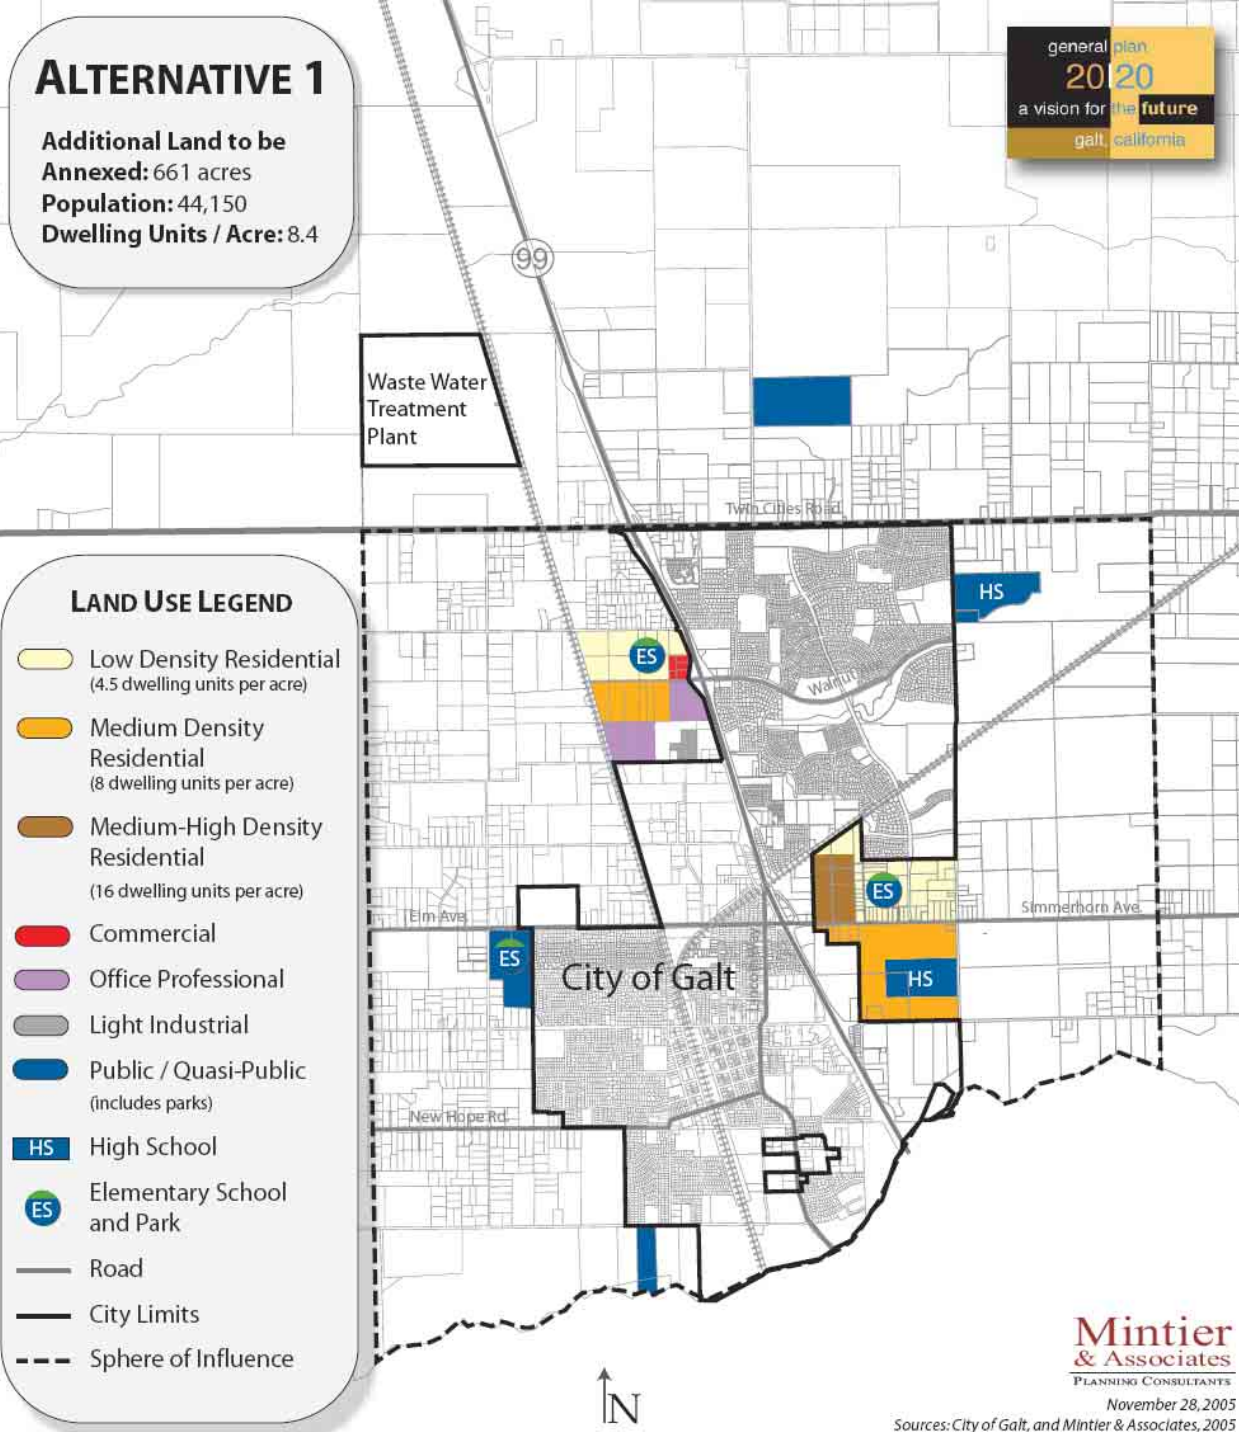 ALTERNATIVE 1
Additional Land to be
Annexed: 661 acres
Population: 44,150
Dwelling Units / Acre: 8.4
general plan
20|20
a vision for the future
galt, california
99
Waste Water
Treatment
Plant
Twin Cities Road
HS
ES
Walnut Ave.
ES
Elm Ave.
Simmerhorn Ave.
ES
City of Galt
HS
New Hope Rd.
LAND USE LEGEND
Low Density Residential
(4.5 dwelling units per acre)
Medium Density
Residential
(8 dwelling units per acre)
Medium-High Density
Residential
(16 dwelling units per acre)
Commercial
Office Professional
Light Industrial
Public / Quasi-Public
(includes parks)
HS High School
ES Elementary School
and Park
Road
City Limits
Sphere of Influence
N
Mintier
& Associates
PLANNING CONSULTANTS
November 28, 2005
Sources: City of Galt, and Mintier & Associates, 2005